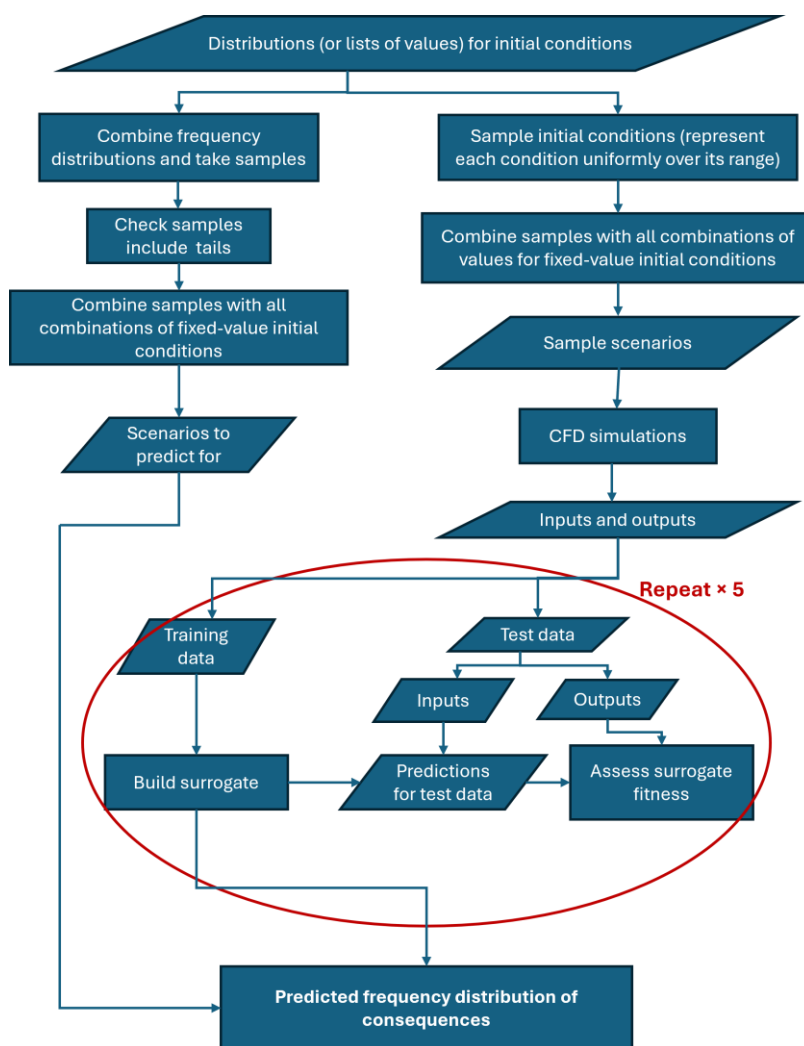 Distributions (or lists of values) for initial conditions
Combine frequency
distributions and take samples
Check samples
include tails
Combine samples with all
combinations of fixed-value initial
conditions
Scenarios to
predict for
Sample initial conditions (represent
each condition uniformly over its range)
Combine samples with all combinations of
values for fixed-value initial conditions
Sample scenarios
CFD simulations
Inputs and outputs
Repeat × 5
Training
data
Test data
Inputs
Outputs
Build surrogate
Predictions
for test data
Assess surrogate
fitness
Predicted frequency distribution of
consequences